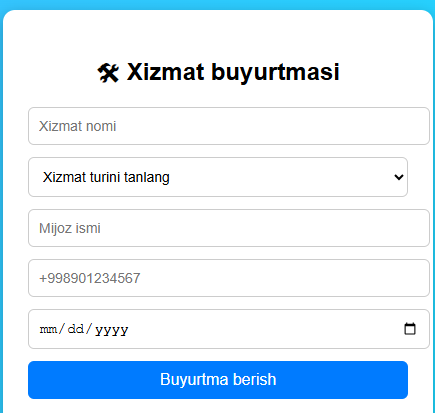 🛠 Xizmat buyurtmasi
Xizmat nomi
Xizmat turini tanlang
Mijoz ismi
+998901234567
mm/dd/yyyy
Buyurtma berish